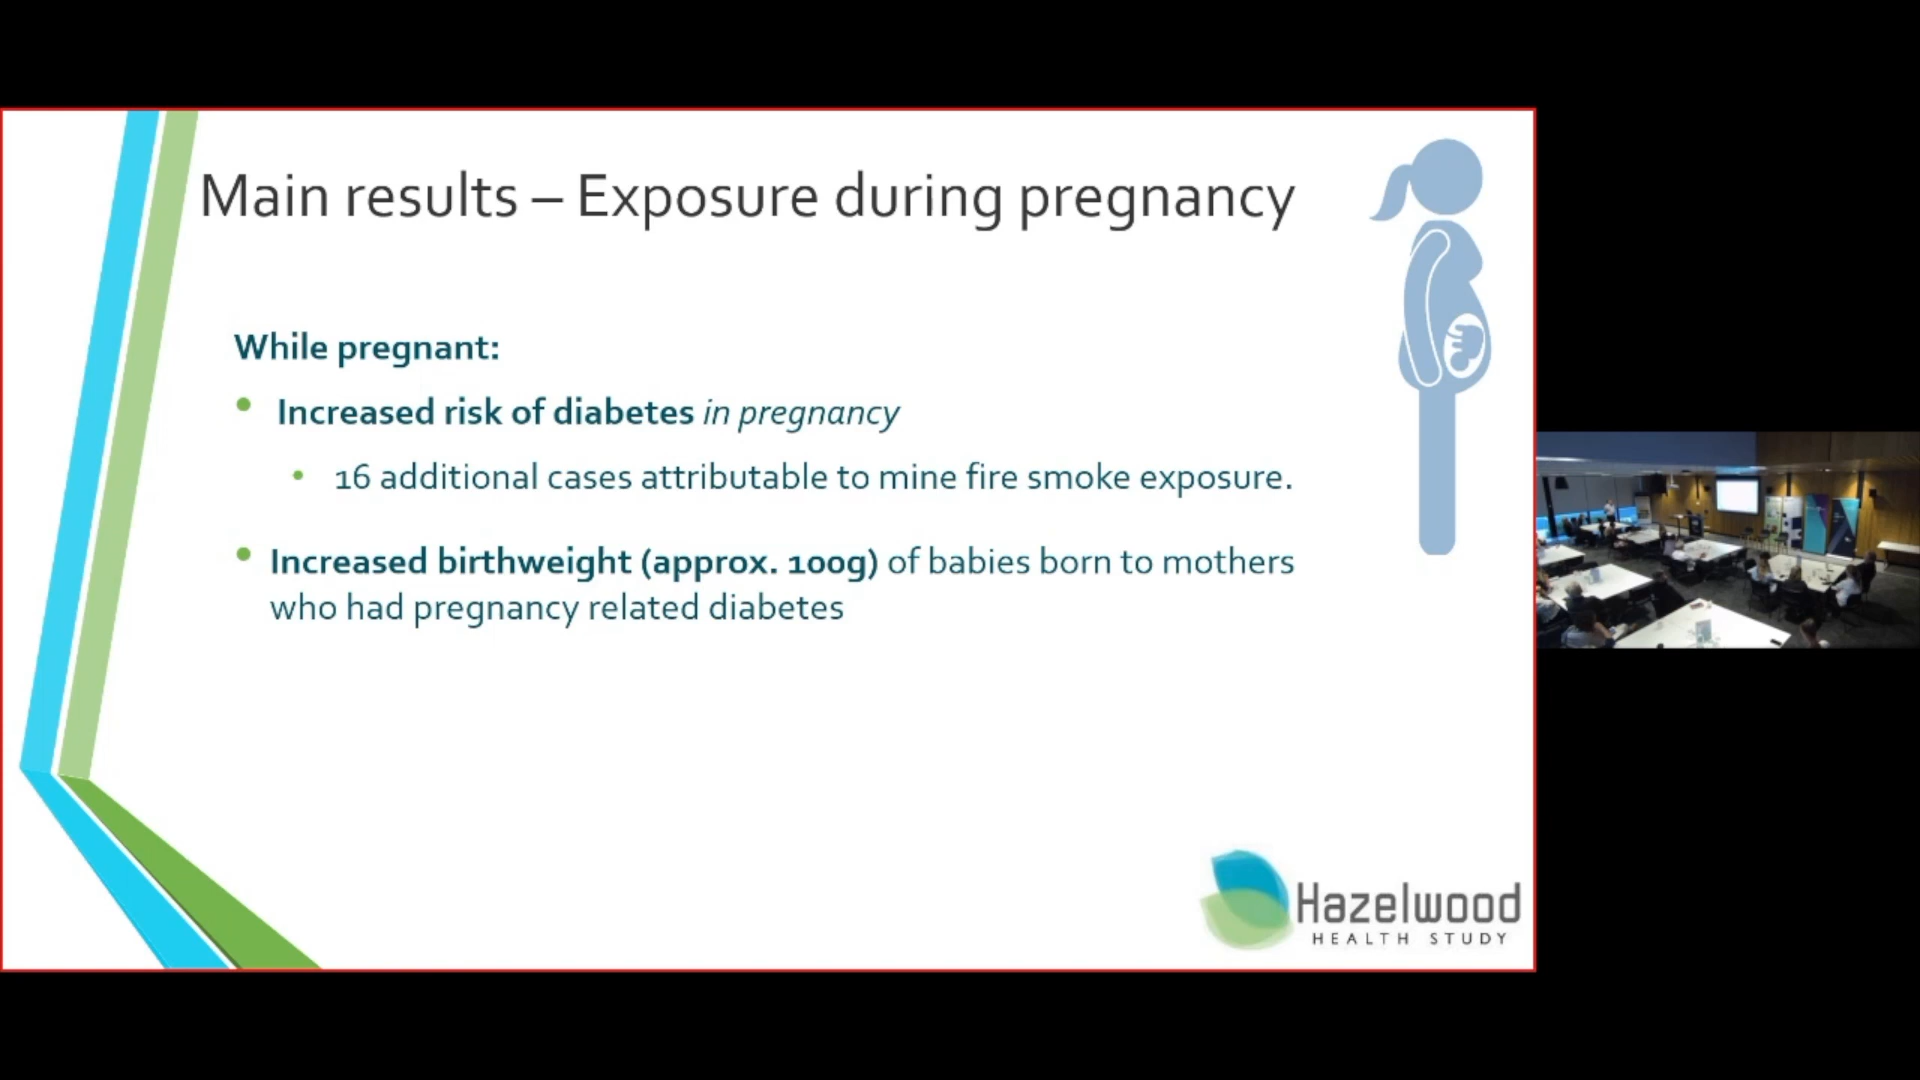 Main results – Exposure during pregnancy
While pregnant:
• Increased risk of diabetes in pregnancy
• 16 additional cases attributable to mine fire smoke exposure.
• Increased birthweight (approx. 100g) of babies born to mothers
who had pregnancy related diabetes
Hazelwood
HEALTH STUDY